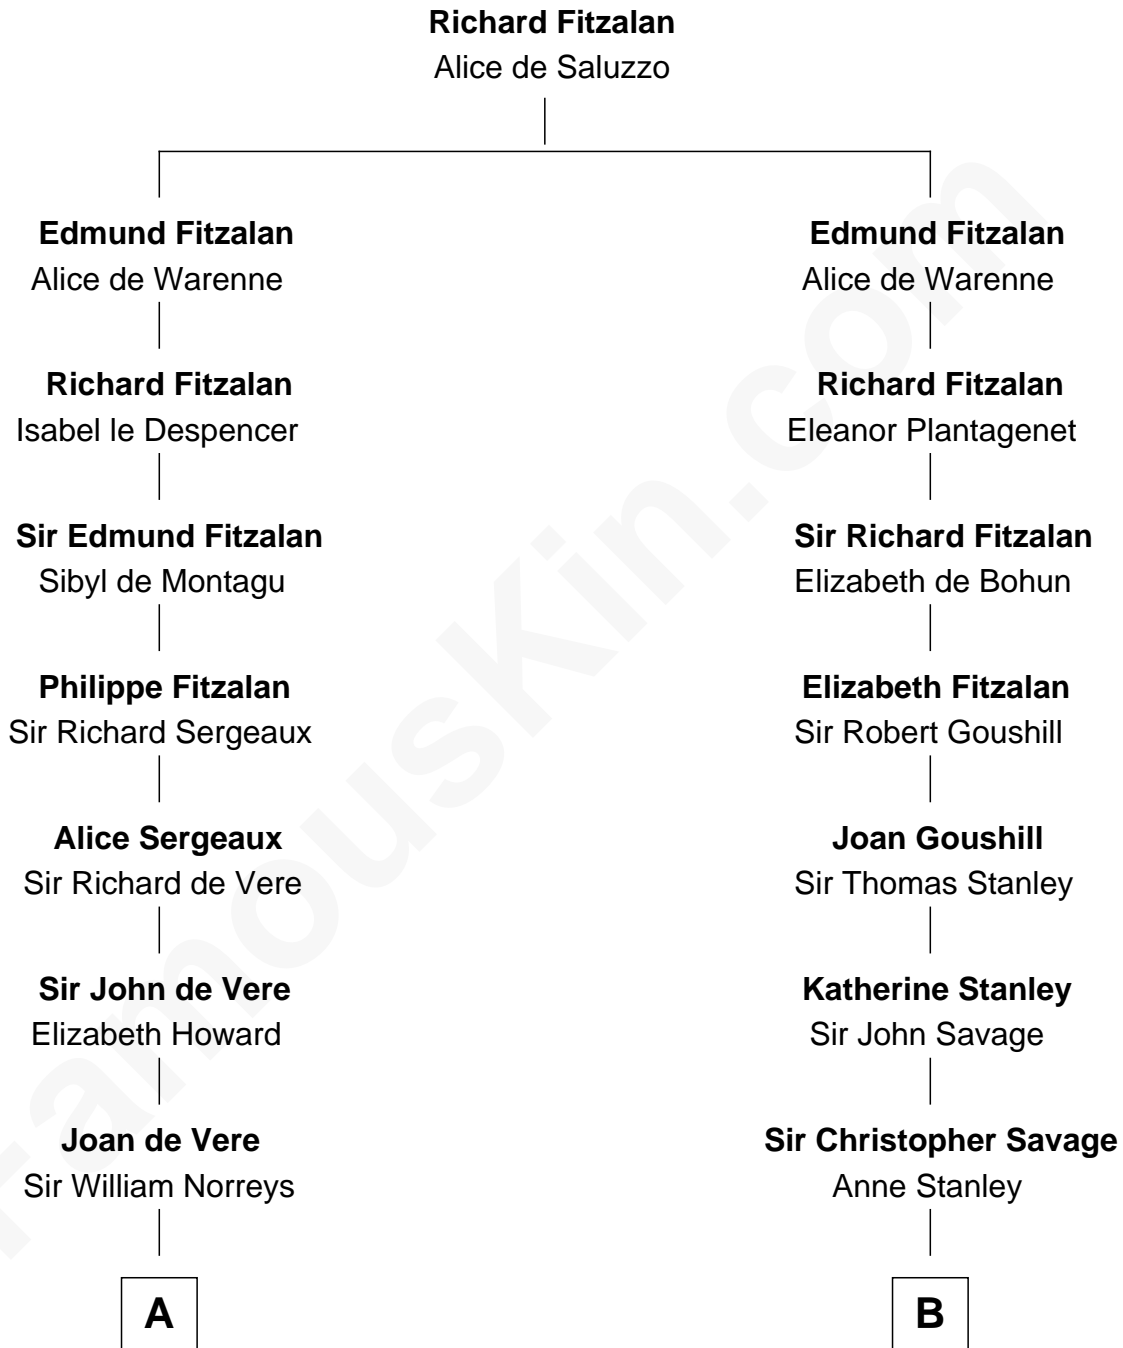 Richard Fitzalan
Alice de Saluzzo
Edmund Fitzalan
Alice de Warenne
Edmund Fitzalan
Alice de Warenne
Richard Fitzalan
Isabel le Despencer
Richard Fitzalan
Eleanor Plantagenet
Sir Edmund Fitzalan
Sibyl de Montagu
Sir Richard Fitzalan
Elizabeth de Bohun
Philippe Fitzalan
Sir Richard Sergeaux
Elizabeth Fitzalan
Sir Robert Goushill
Alice Sergeaux
Sir Richard de Vere
Joan Goushill
Sir Thomas Stanley
Sir John de Vere
Elizabeth Howard
Katherine Stanley
Sir John Savage
Joan de Vere
Sir William Norreys
Sir Christopher Savage
Anne Stanley
A
B
FamousKin.com